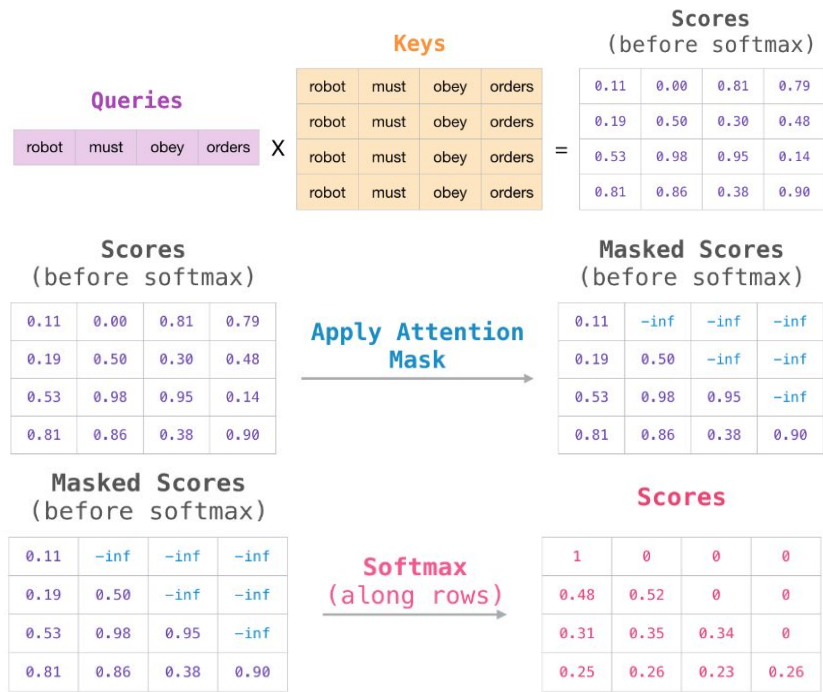 Scores
(before softmax)
Keys
Queries
robot must obey orders
X
robot must obey orders
robot must obey orders
robot must obey orders
robot must obey orders
=
0.11 0.00 0.81 0.79
0.19 0.50 0.30 0.48
0.53 0.98 0.95 0.14
0.81 0.86 0.38 0.90
Scores
(before softmax)
0.11 0.00 0.81 0.79
0.19 0.50 0.30 0.48
0.53 0.98 0.95 0.14
0.81 0.86 0.38 0.90
Apply Attention
Mask
Masked Scores
(before softmax)
0.11 -inf -inf -inf
0.19 0.50 -inf -inf
0.53 0.98 0.95 -inf
0.81 0.86 0.38 0.90
Masked Scores
(before softmax)
0.11 -inf -inf -inf
0.19 0.50 -inf -inf
0.53 0.98 0.95 -inf
0.81 0.86 0.38 0.90
Softmax
(along rows)
Scores
1 0 0 0
0.48 0.52 0 0
0.31 0.35 0.34 0
0.25 0.26 0.23 0.26